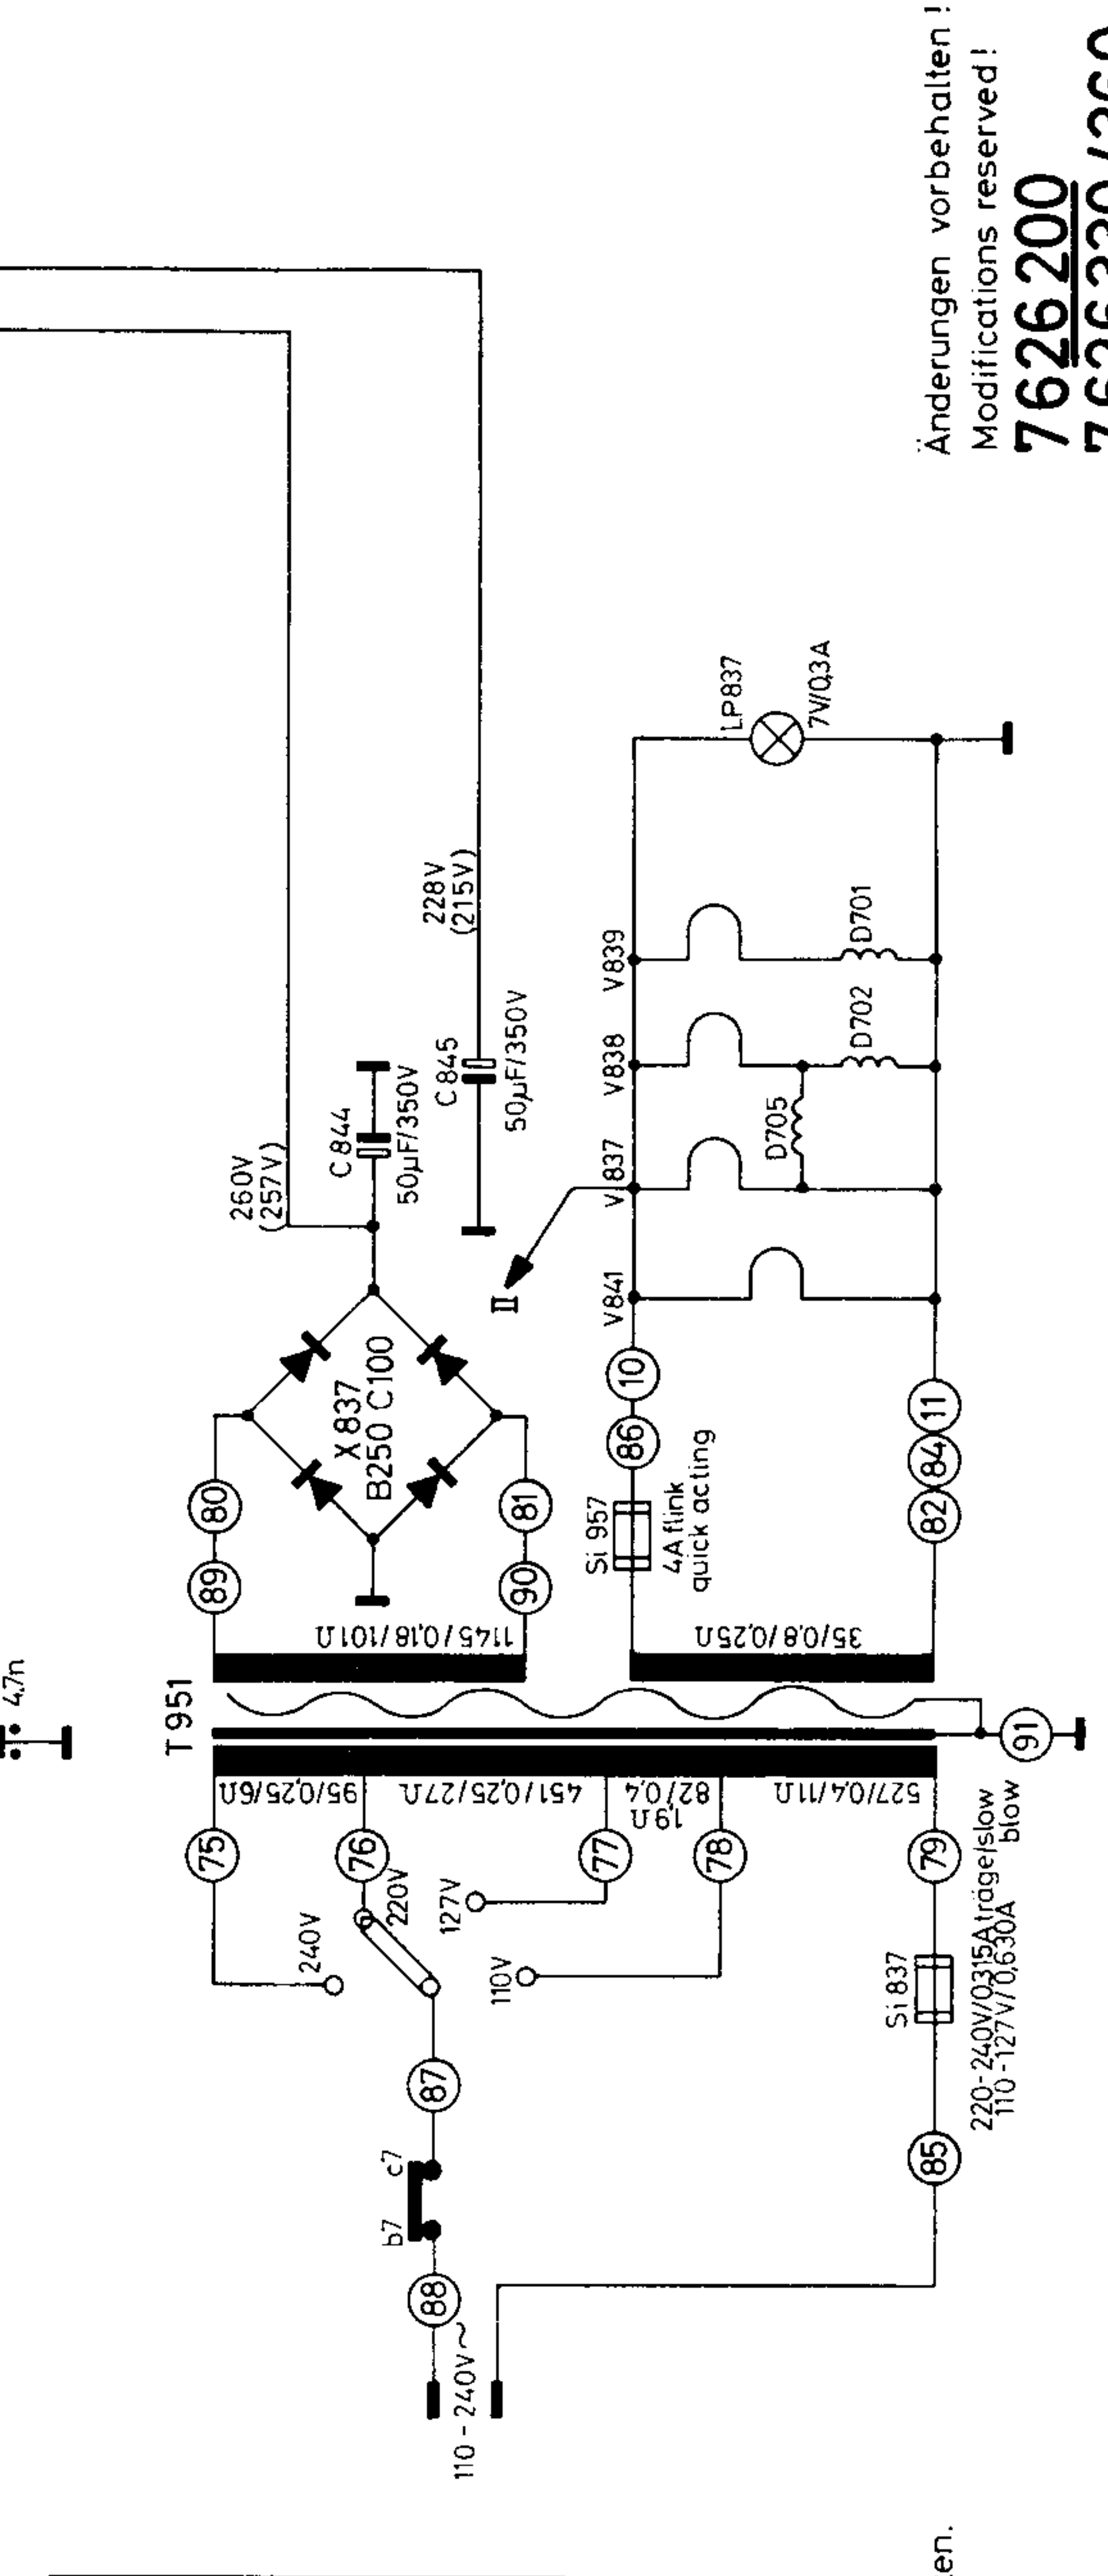 4.7n
T 951
75
76
77
78
79
240V
220V
127V
110V
87
c7
b7
88
110 - 240V~
85
Si 837
220-240V/0315A träge/slow
110-127V/0,630A blow
95/0,25/6Ω
451/0,25/27Ω
82/0,4
1,9Ω
527/0,4/11Ω
91
1145/0,18/101Ω
35/0,8/0,25Ω
89
80
90
81
X 837
B250 C100
260V
(257V)
C 844
50µF/350V
228V
(215V)
C 845
50µF/350V
II
Si 957
4A flink
quick acting
86
10
82
84
11
V841
V 837
V838
V839
D705
D702
D701
LP837
7V/0,3A
Änderungen vorbehalten !
Modifications reserved !
7626 200
en.